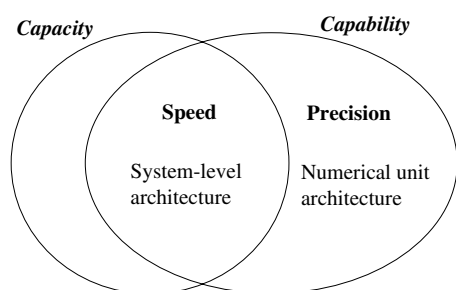 Capacity
Capability
Speed
Precision
System-level
architecture
Numerical unit
architecture